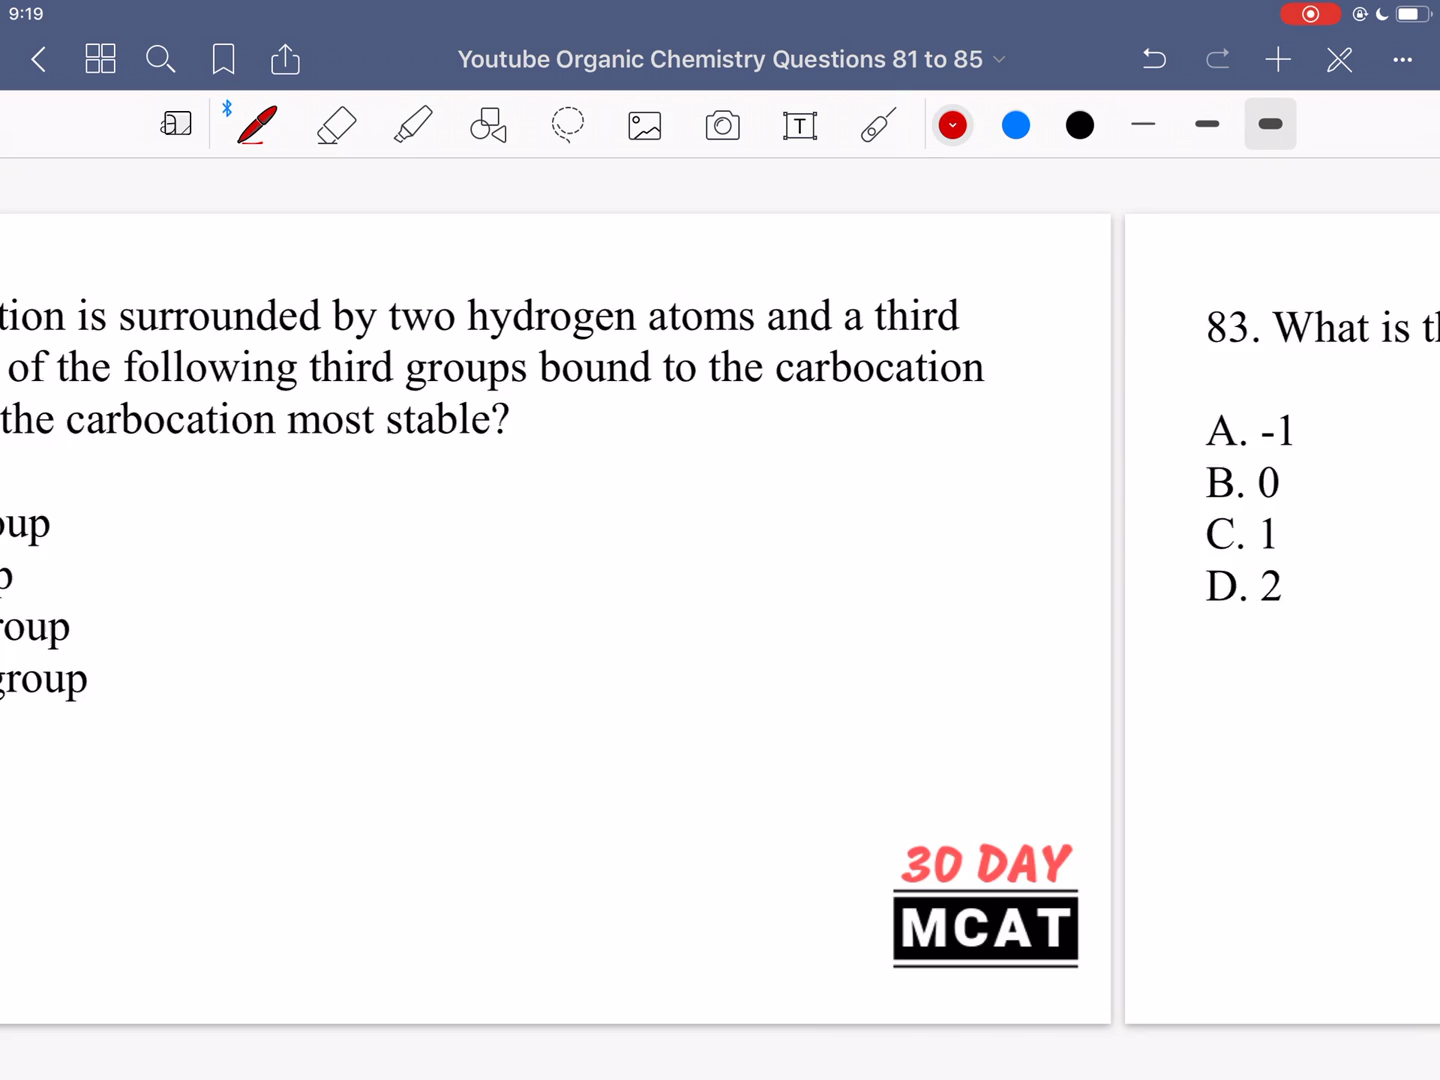 9:19
Youtube Organic Chemistry Questions 81 to 85
a
T
tion is surrounded by two hydrogen atoms and a third
of the following third groups bound to the carbocation
the carbocation most stable?
oup
p
roup
group
30 DAY
MCAT
83. What is th
A. -1
B. 0
C. 1
D. 2